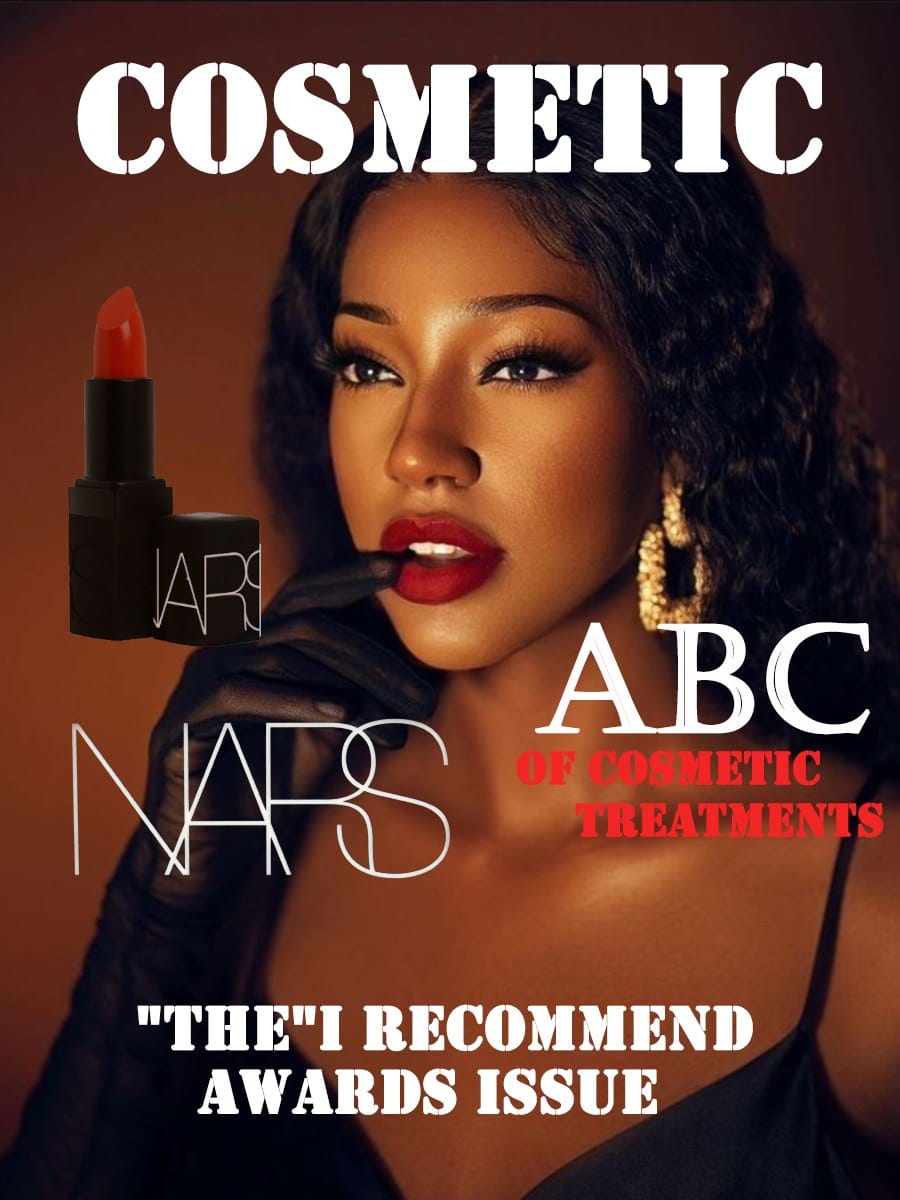 COSMETIC
NARS
NARS
ABC
OF COSMETIC
TREATMENTS
"THE"I RECOMMEND
AWARDS ISSUE